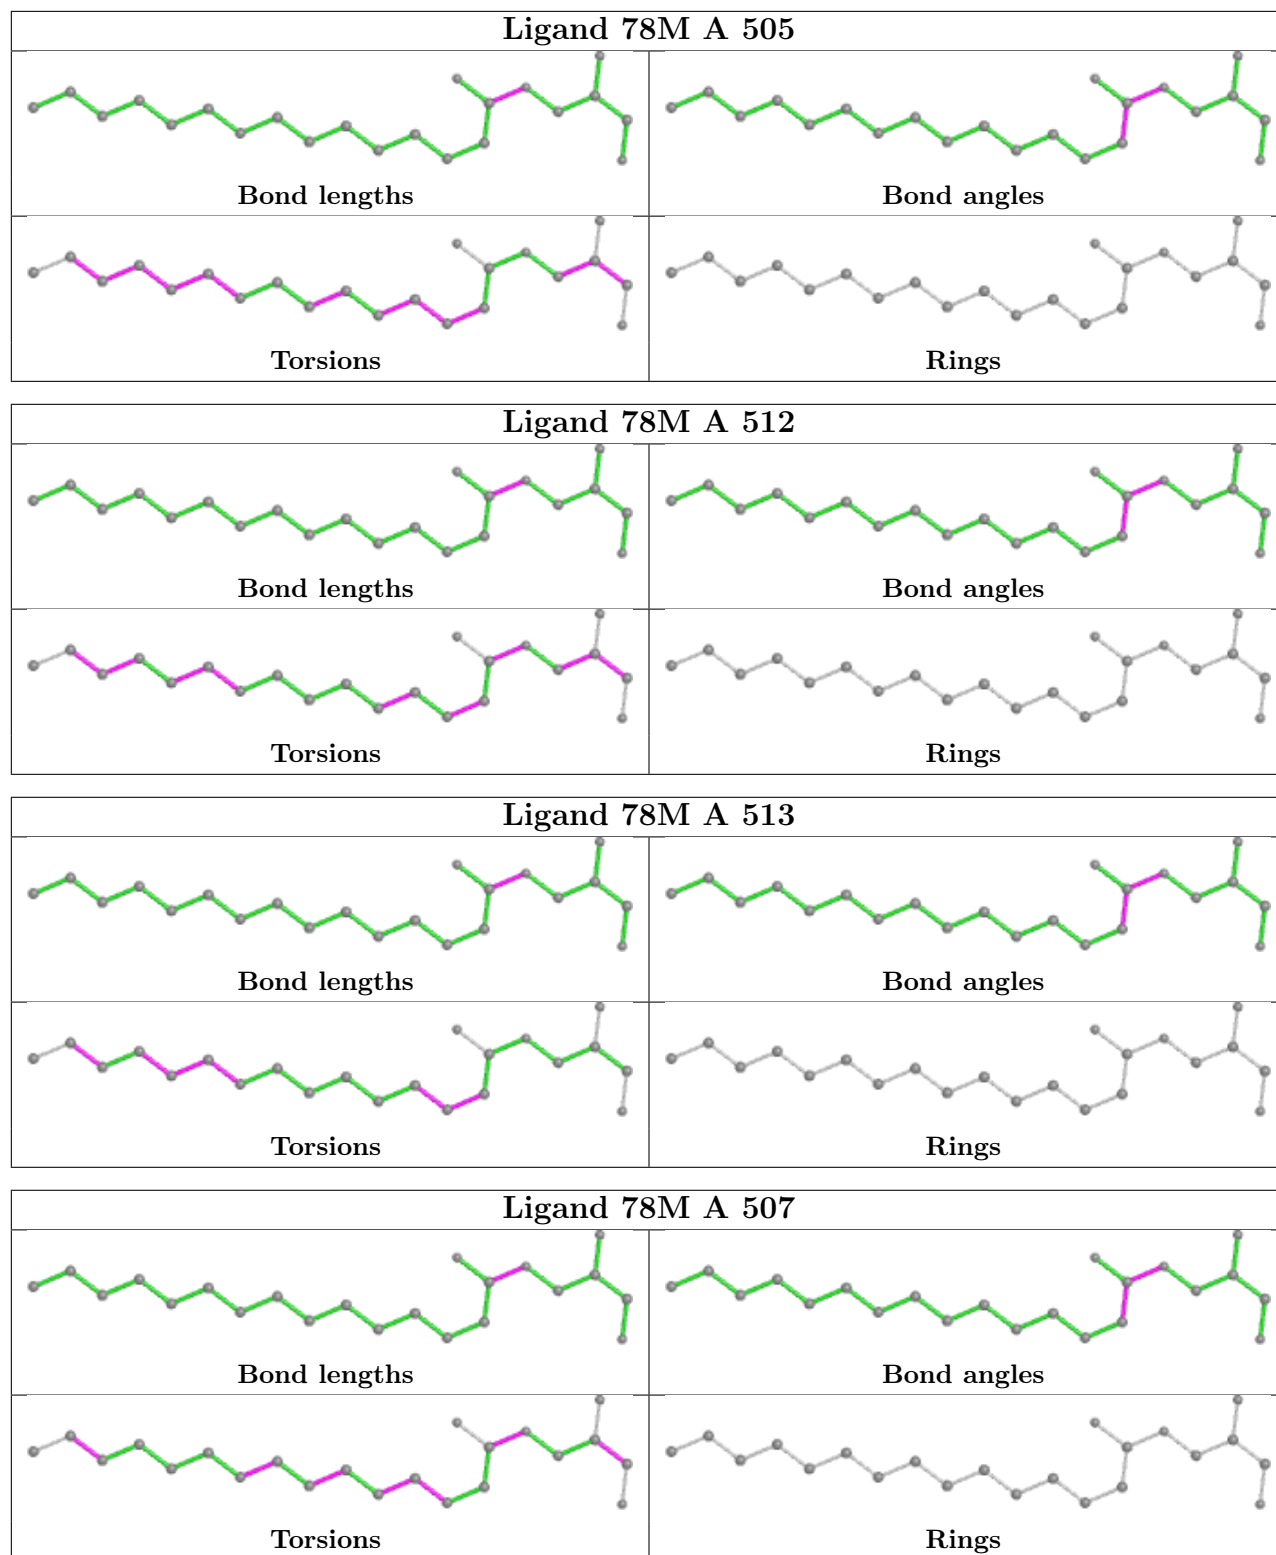 Ligand 78M A 505
Bond lengths
Bond angles
Torsions
Rings
Ligand 78M A 512
Bond lengths
Bond angles
Torsions
Rings
Ligand 78M A 513
Bond lengths
Bond angles
Torsions
Rings
Ligand 78M A 507
Bond lengths
Bond angles
Torsions
Rings